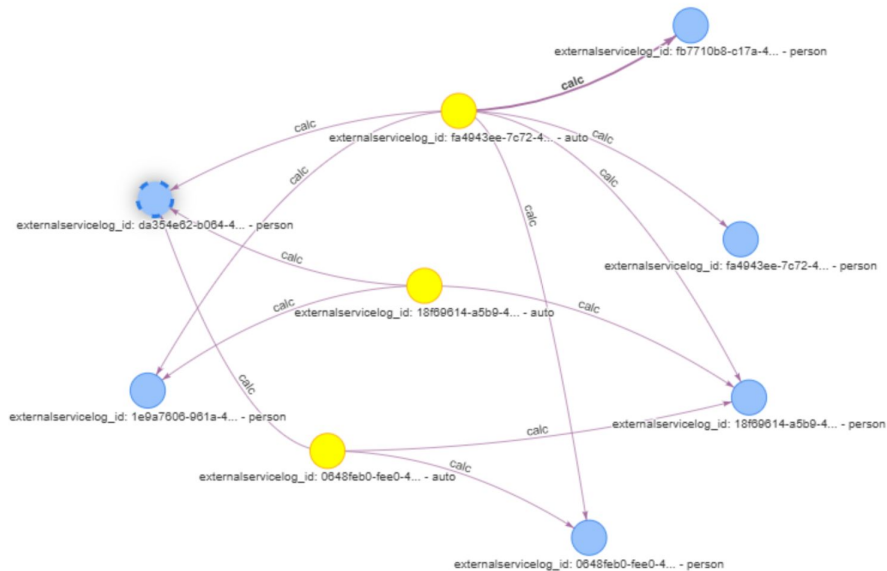 externalservicelog_id: fb7710b8-c17a-4... - person
calc
externalservicelog_id: fa4943ee-7c72-4... - auto
calc
calc
calc
calc
calc
externalservicelog_id: da354e62-b064-4... - person
externalservicelog_id: fa4943ee-7c72-4... - person
calc
externalservicelog_id: 18f69614-a5b9-4... - auto
calc
calc
calc
externalservicelog_id: 1e9a7606-961a-4... - person
externalservicelog_id: 18f69614-a5b9-4... - person
calc
calc
externalservicelog_id: 0648feb0-fee0-4... - auto
externalservicelog_id: 0648feb0-fee0-4... - person